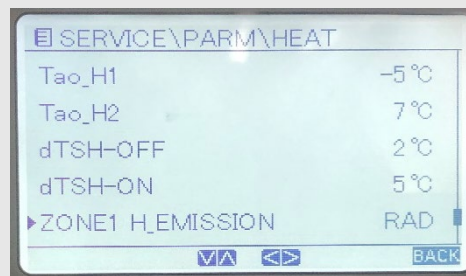 SERVICE\PARM\HEAT
Tao_H1 -5℃
Tao_H2 7℃
dTSH-OFF 2℃
dTSH-ON 5℃
ZONE1 H_EMISSION RAD
BACK